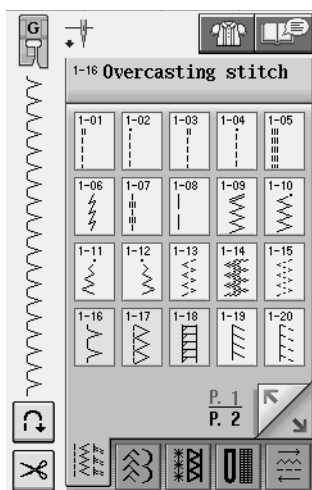 G
1-16 Overcasting stitch
1-01 1-02 1-03 1-04 1-05
1-06 1-07 1-08 1-09 1-10
1-11 1-12 1-13 1-14 1-15
1-16 1-17 1-18 1-19 1-20
P. 1
P. 2